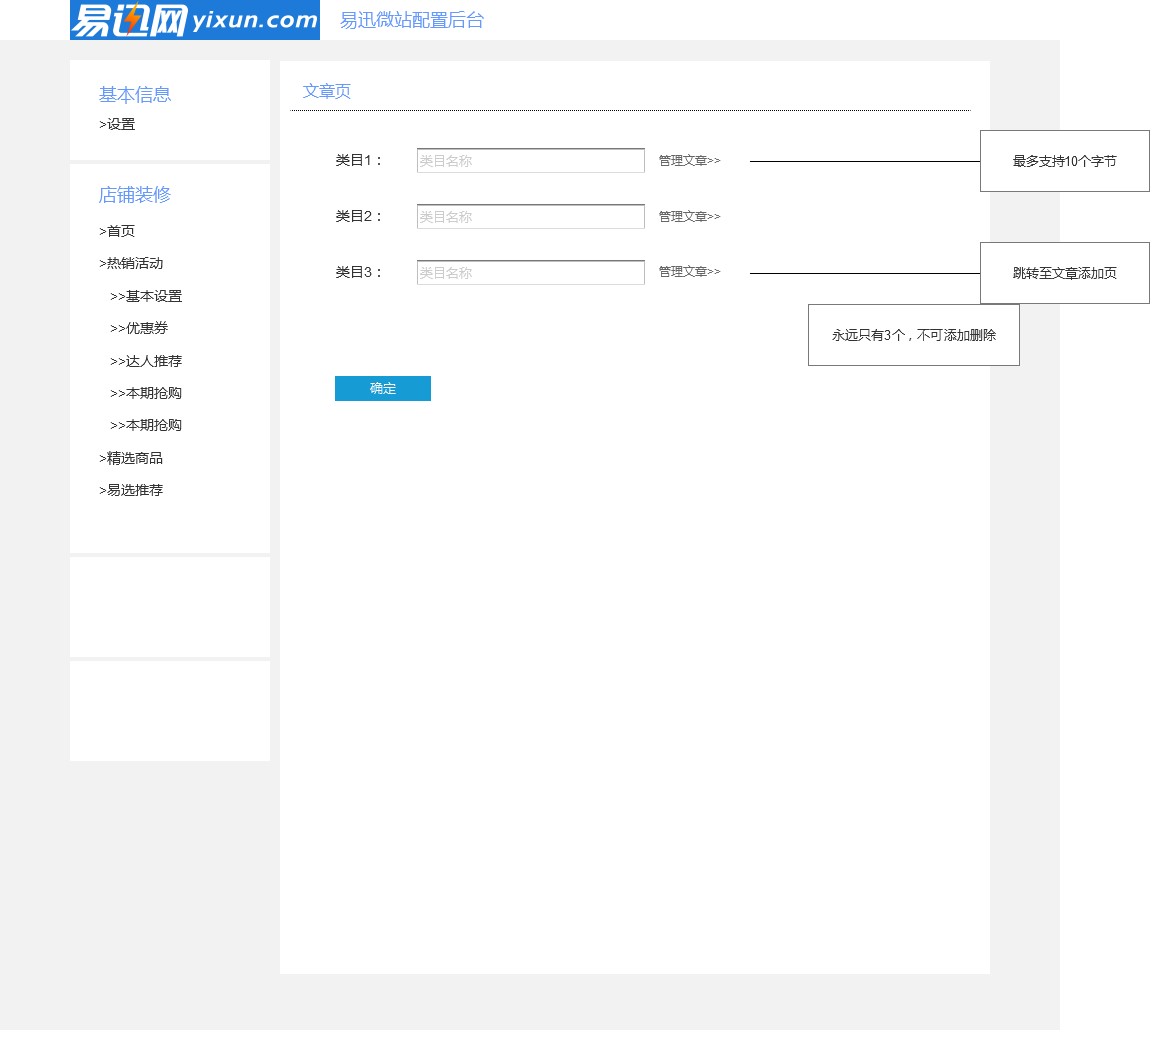 易迅网 yixun.com 易迅微站配置后台
基本信息
>设置
店铺装修
>首页
>热销活动
>>基本设置
>>优惠券
>>达人推荐
>>本期抢购
>>本期抢购
>精选商品
>易选推荐
文章页
类目1： 类目名称 管理文章>> 最多支持10个字节
类目2： 类目名称 管理文章>>
类目3： 类目名称 管理文章>> 跳转至文章添加页
永远只有3个，不可添加删除
确定